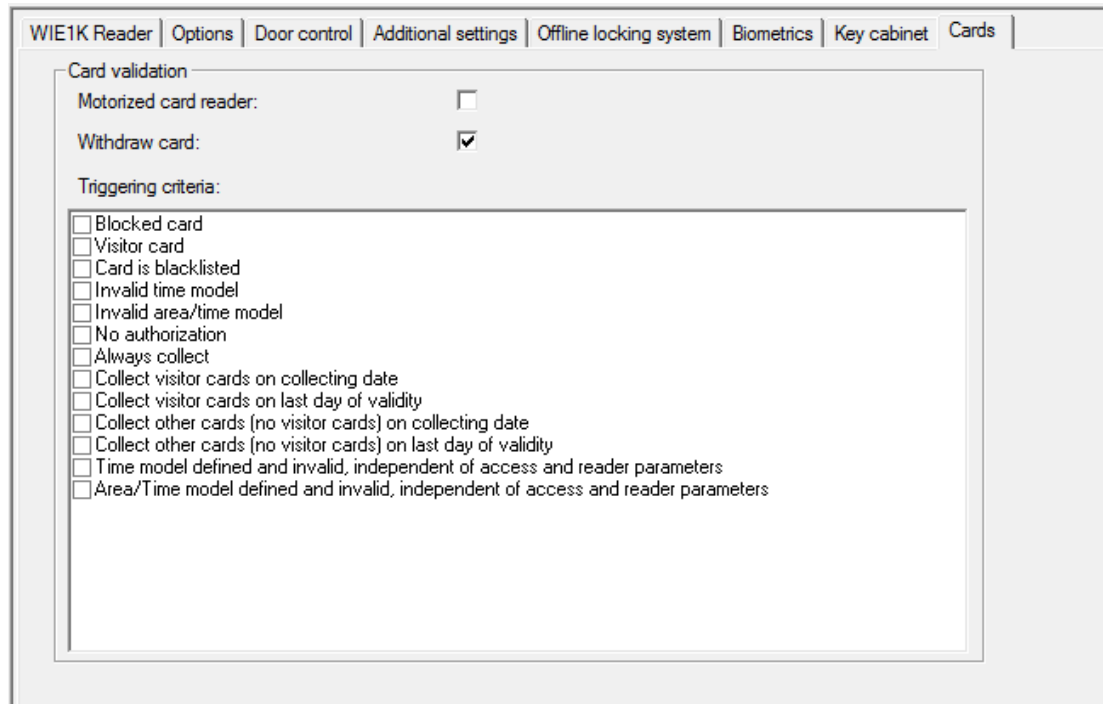 WIE1K Reader Options Door control Additional settings Offline locking system Biometrics Key cabinet Cards
Card validation
Motorized card reader:
Withdraw card:
Triggering criteria:
Blocked card
Visitor card
Card is blacklisted
Invalid time model
Invalid area/time model
No authorization
Always collect
Collect visitor cards on collecting date
Collect visitor cards on last day of validity
Collect other cards (no visitor cards) on collecting date
Collect other cards (no visitor cards) on last day of validity
Time model defined and invalid, independent of access and reader parameters
Area/Time model defined and invalid, independent of access and reader parameters